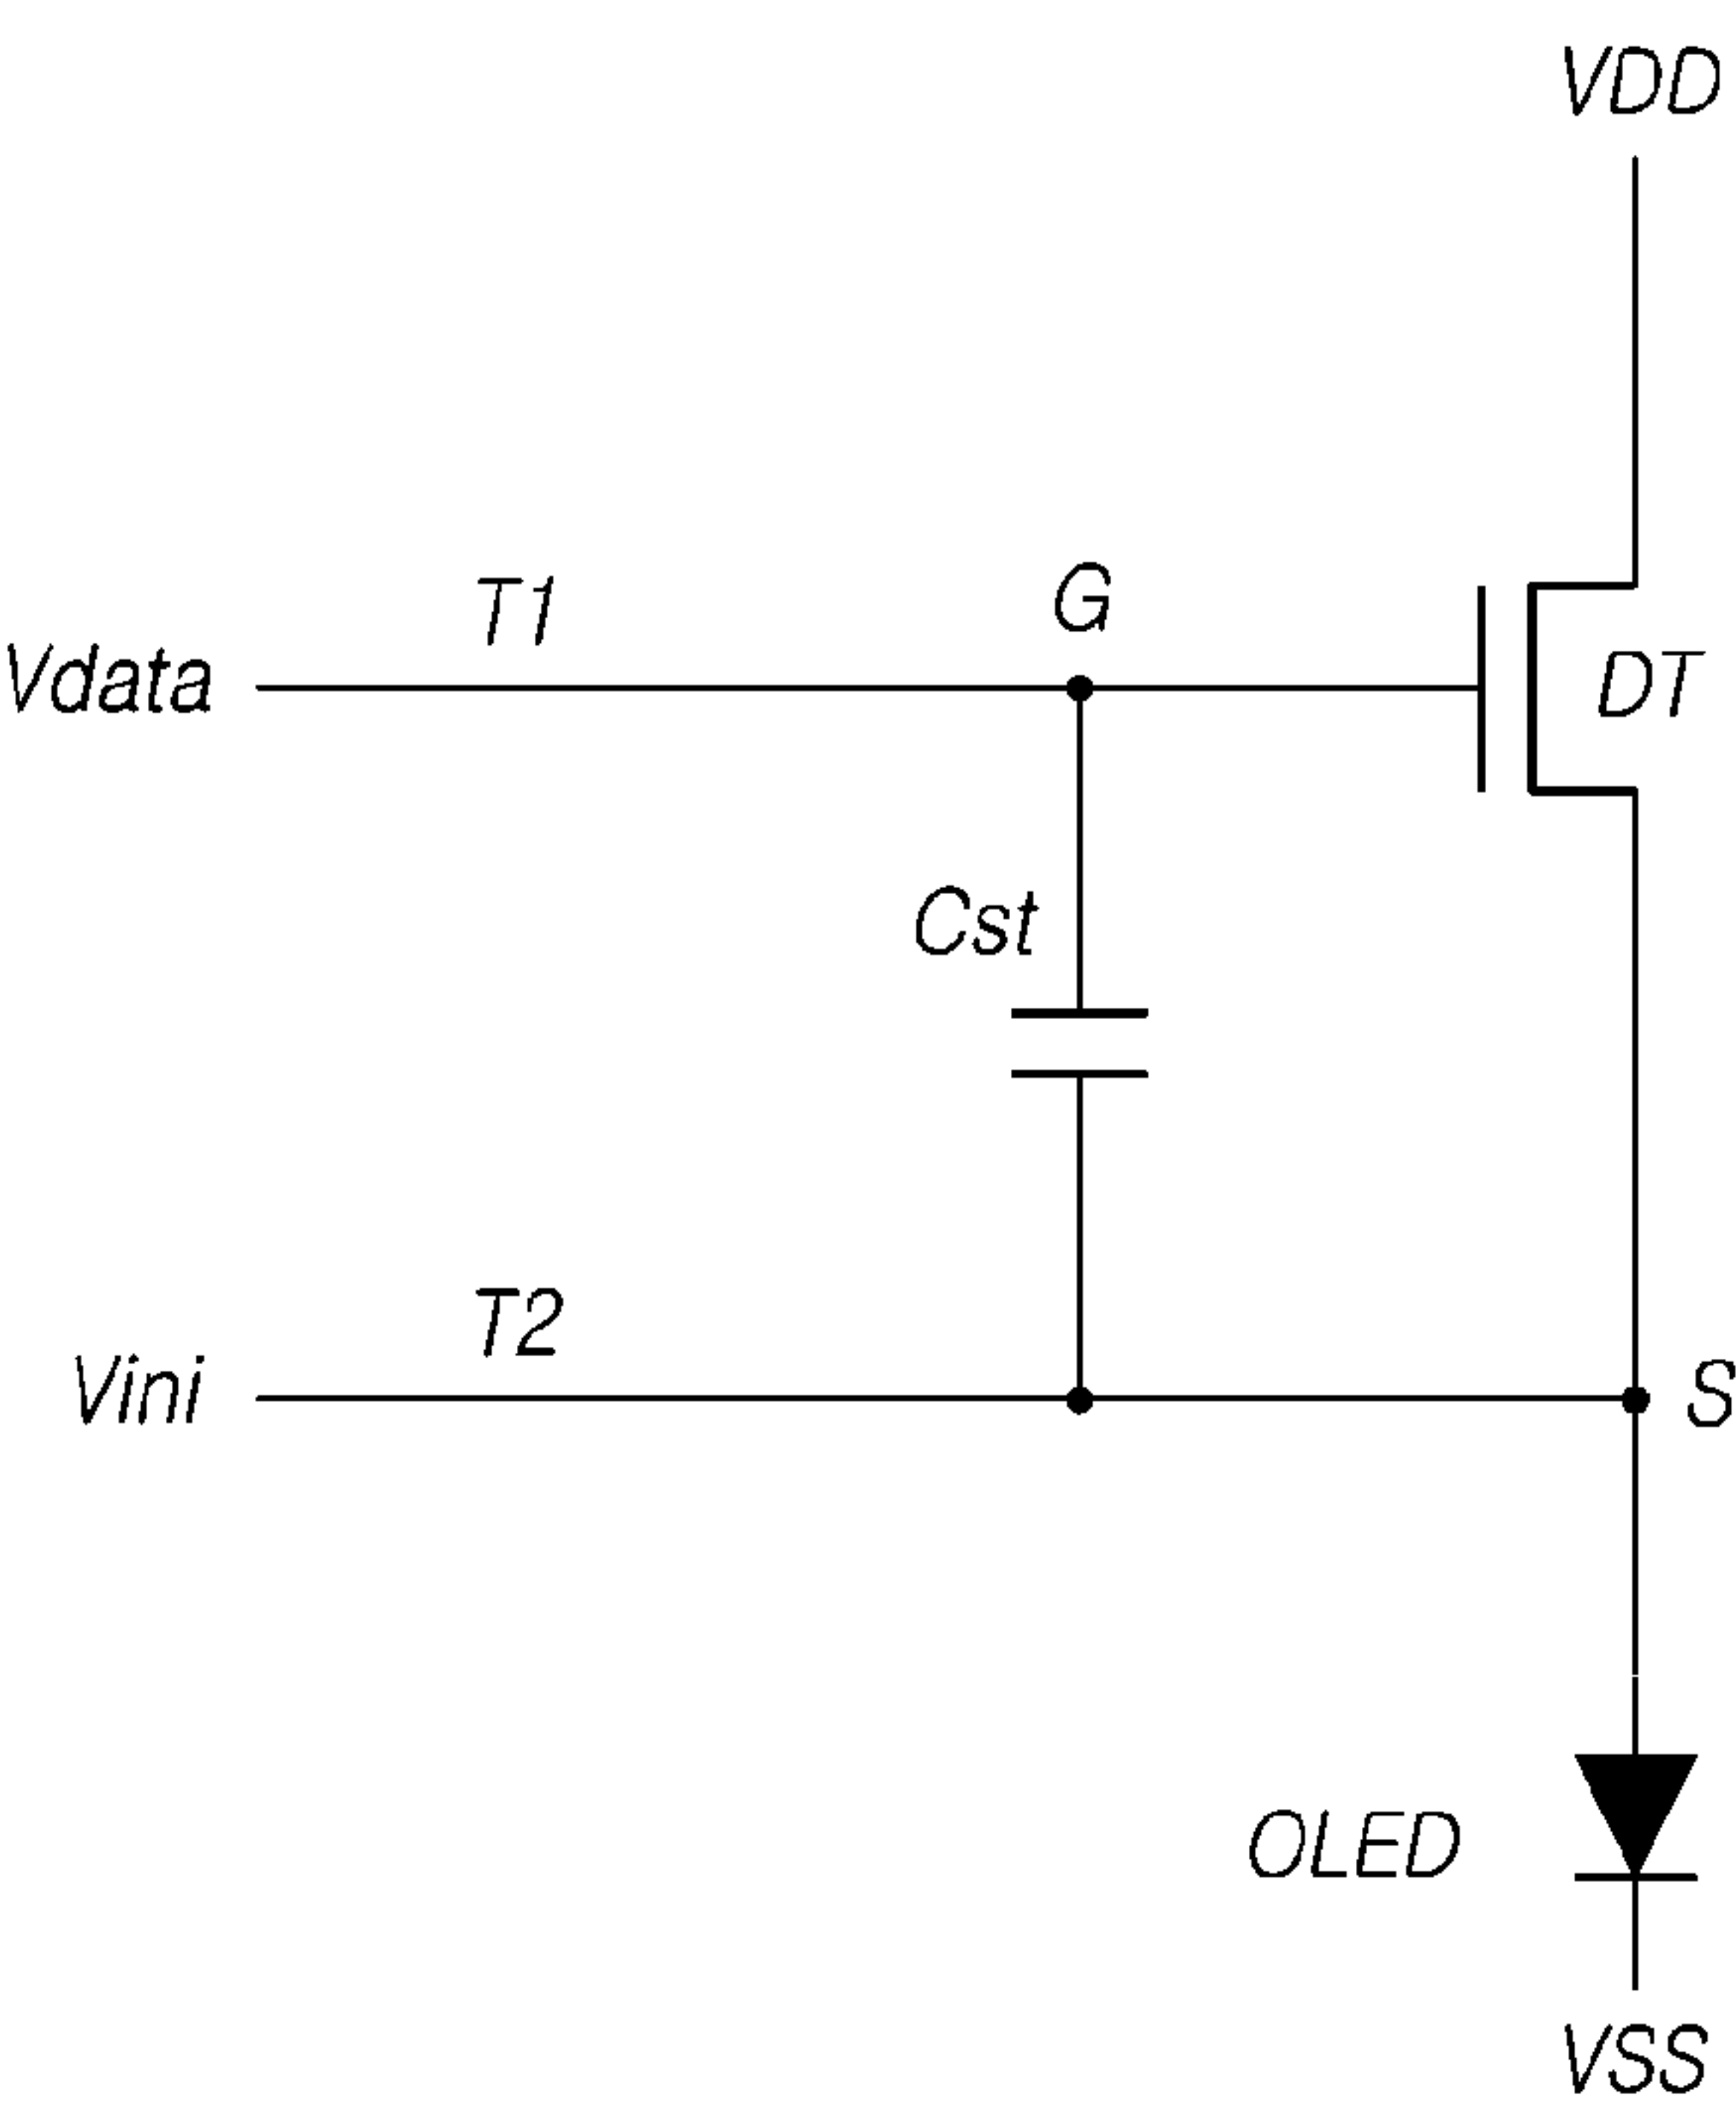 VDD
T1
G
Vdata
DT
Cst
T2
Vini
S
OLED
VSS